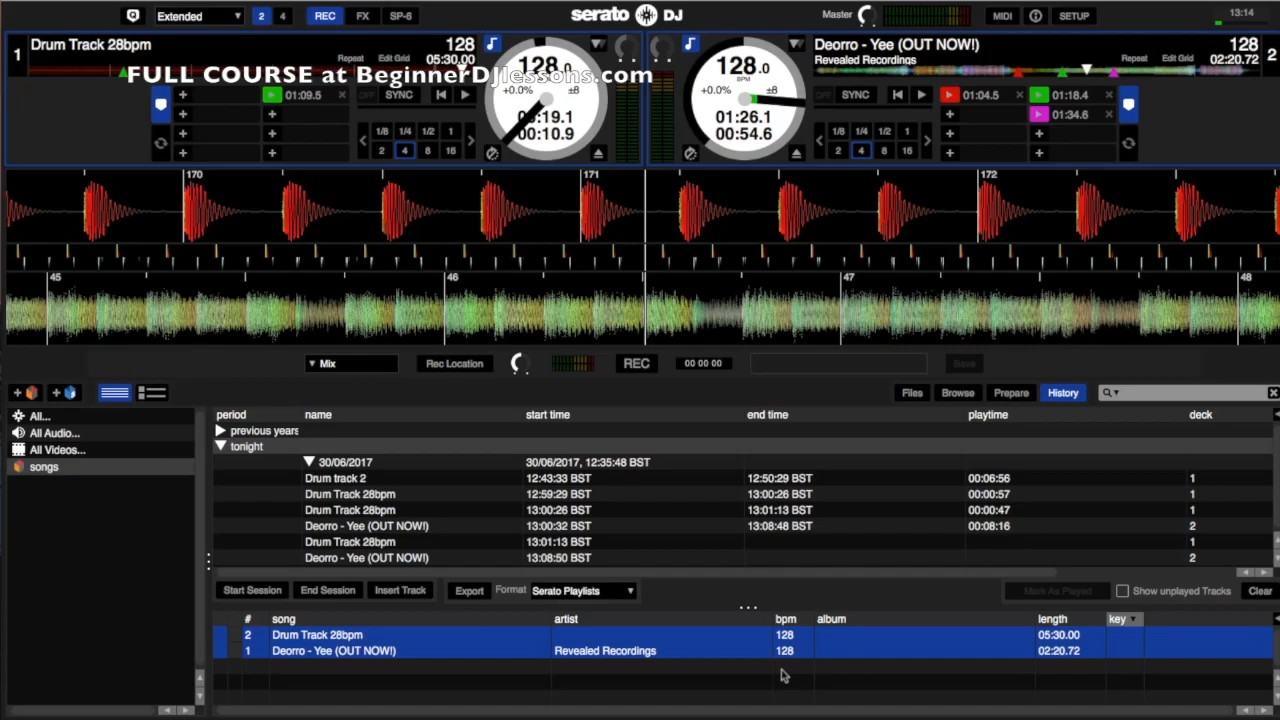 Extended 2 4 REC FX SP-6 serato DJ Master MIDI SETUP 13:14
1 Drum Track 28bpm 128
Repeat Edit Grid 05:30.00
128.0
+0.0% ±8
00:10.9
01:09.5
OFF SYNC
1/8 1/4 1/2 1
2 4 8 16
FULL COURSE at BeginnerDJlessons.com
Deorro - Yee (OUT NOW!) 128 2
Revealed Recordings Repeat Edit Grid 02:20.72
128.0
BPM
+0.0% ±8
01:26.1
00:54.6
OFF SYNC
1/8 1/4 1/2 1
2 4 8 16
01:04.5 01:18.4
01:34.6
170 171 172
45 46 47 48
Mix Rec Location REC 00 00 00 Save
Files Browse Prepare History
All...
All Audio...
All Videos...
songs
period name start time end time playtime deck
previous years
tonight
30/06/2017 30/06/2017, 12:35:48 BST
Drum track 2 12:43:33 BST 12:50:29 BST 00:06:56 1
Drum Track 28bpm 12:59:29 BST 13:00:26 BST 00:00:57 1
Drum Track 28bpm 13:00:26 BST 13:01:13 BST 00:00:47 1
Deorro - Yee (OUT NOW!) 13:00:32 BST 13:08:48 BST 00:08:16 2
Drum Track 28bpm 13:01:13 BST 1
Deorro - Yee (OUT NOW!) 13:08:50 BST 2
Start Session End Session Insert Track Export Format Serato Playlists Mark As Played Show unplayed Tracks Clear
# song artist bpm album length key
2 Drum Track 28bpm 128 05:30.00
1 Deorro - Yee (OUT NOW!) Revealed Recordings 128 02:20.72